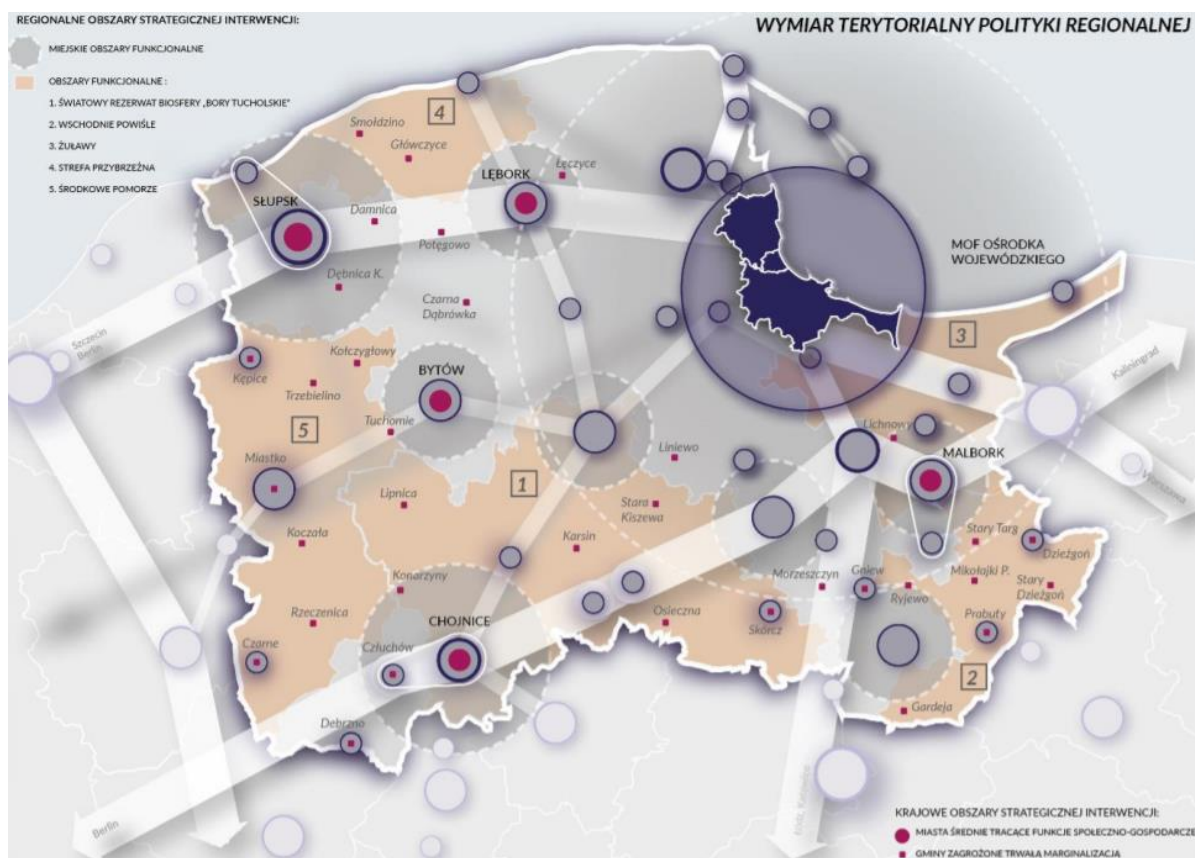 REGIONALNE OBSZARY STRATEGICZNEJ INTERWENCJI:
WYMIAR TERYTORIALNY POLITYKI REGIONALNEJ
MIEJSKIE OBSZARY FUNKCJONALNE
OBSZARY FUNKCJONALNE :
1. ŚWIATOWY REZERWAT BIOSFERY „BORY TUCHOLSKIE"
2. WSCHODNIE POWIŚLE
3. ŻUŁAWY
4. STREFA PRZYBRZEŻNA
5. ŚRODKOWE POMORZE
4
Smołdzino
Główczyce
LĘBORK
Łęczyce
SŁUPSK
Damnica
Potęgowo
MOF OŚRODKA
WOJEWÓDZKIEGO
Dębnica K.
Czarna
Dąbrówka
3
Szczecin
Berlin
Kaliningrad
Kępice
Kołczygłowy
Trzebielino
BYTÓW
Tuchomie
5
Lichnowy
Liniewo
MALBORK
Warszawa
Miastko
1
Lipnica
Stara
Kiszewa
Koczała
Karsin
Stary Targ
Dzieżgoń
Konarzyny
Morzeszczyn
Gniew
Mikołajki P.
Ryjewo
Stary
Dzieżgoń
Rzeczenica
CHOJNICE
Osieczna
Skórcz
Prabuty
Czarne
Człuchów
2
Gardeja
Debrzno
Berlin
KRAJOWE OBSZARY STRATEGICZNEJ INTERWENCJI:
MIASTA ŚREDNIE TRACĄCE FUNKCJE SPOŁECZNO-GOSPODARCZE
GMINY ZAGROŻONE TRWAŁĄ MARGINALIZACJĄ